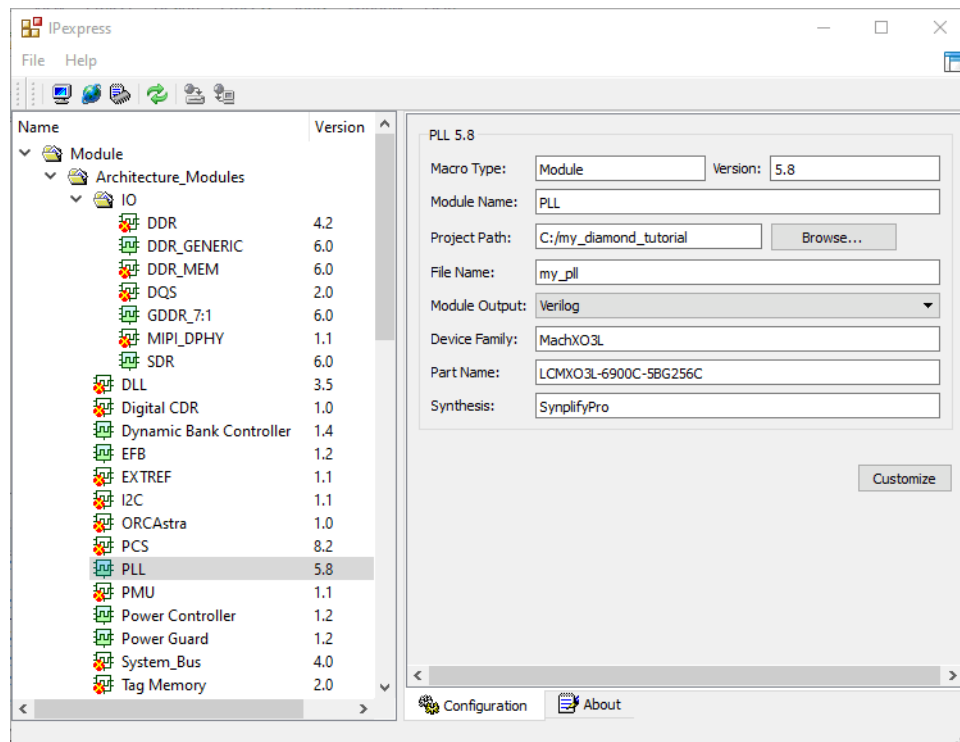 IPexpress
File Help
Name Version
Module
Architecture_Modules
IO
DDR 4.2
DDR_GENERIC 6.0
DDR_MEM 6.0
DQS 2.0
GDDR_7:1 6.0
MIPI_DPHY 1.1
SDR 6.0
DLL 3.5
Digital CDR 1.0
Dynamic Bank Controller 1.4
EFB 1.2
EXTREF 1.1
I2C 1.1
ORCAstra 1.0
PCS 8.2
PLL 5.8
PMU 1.1
Power Controller 1.2
Power Guard 1.2
System_Bus 4.0
Tag Memory 2.0
PLL 5.8
Macro Type: Module Version: 5.8
Module Name: PLL
Project Path: C:/my_diamond_tutorial Browse...
File Name: my_pll
Module Output: Verilog
Device Family: MachXO3L
Part Name: LCMXO3L-6900C-5BG256C
Synthesis: SynplifyPro
Customize
Configuration About